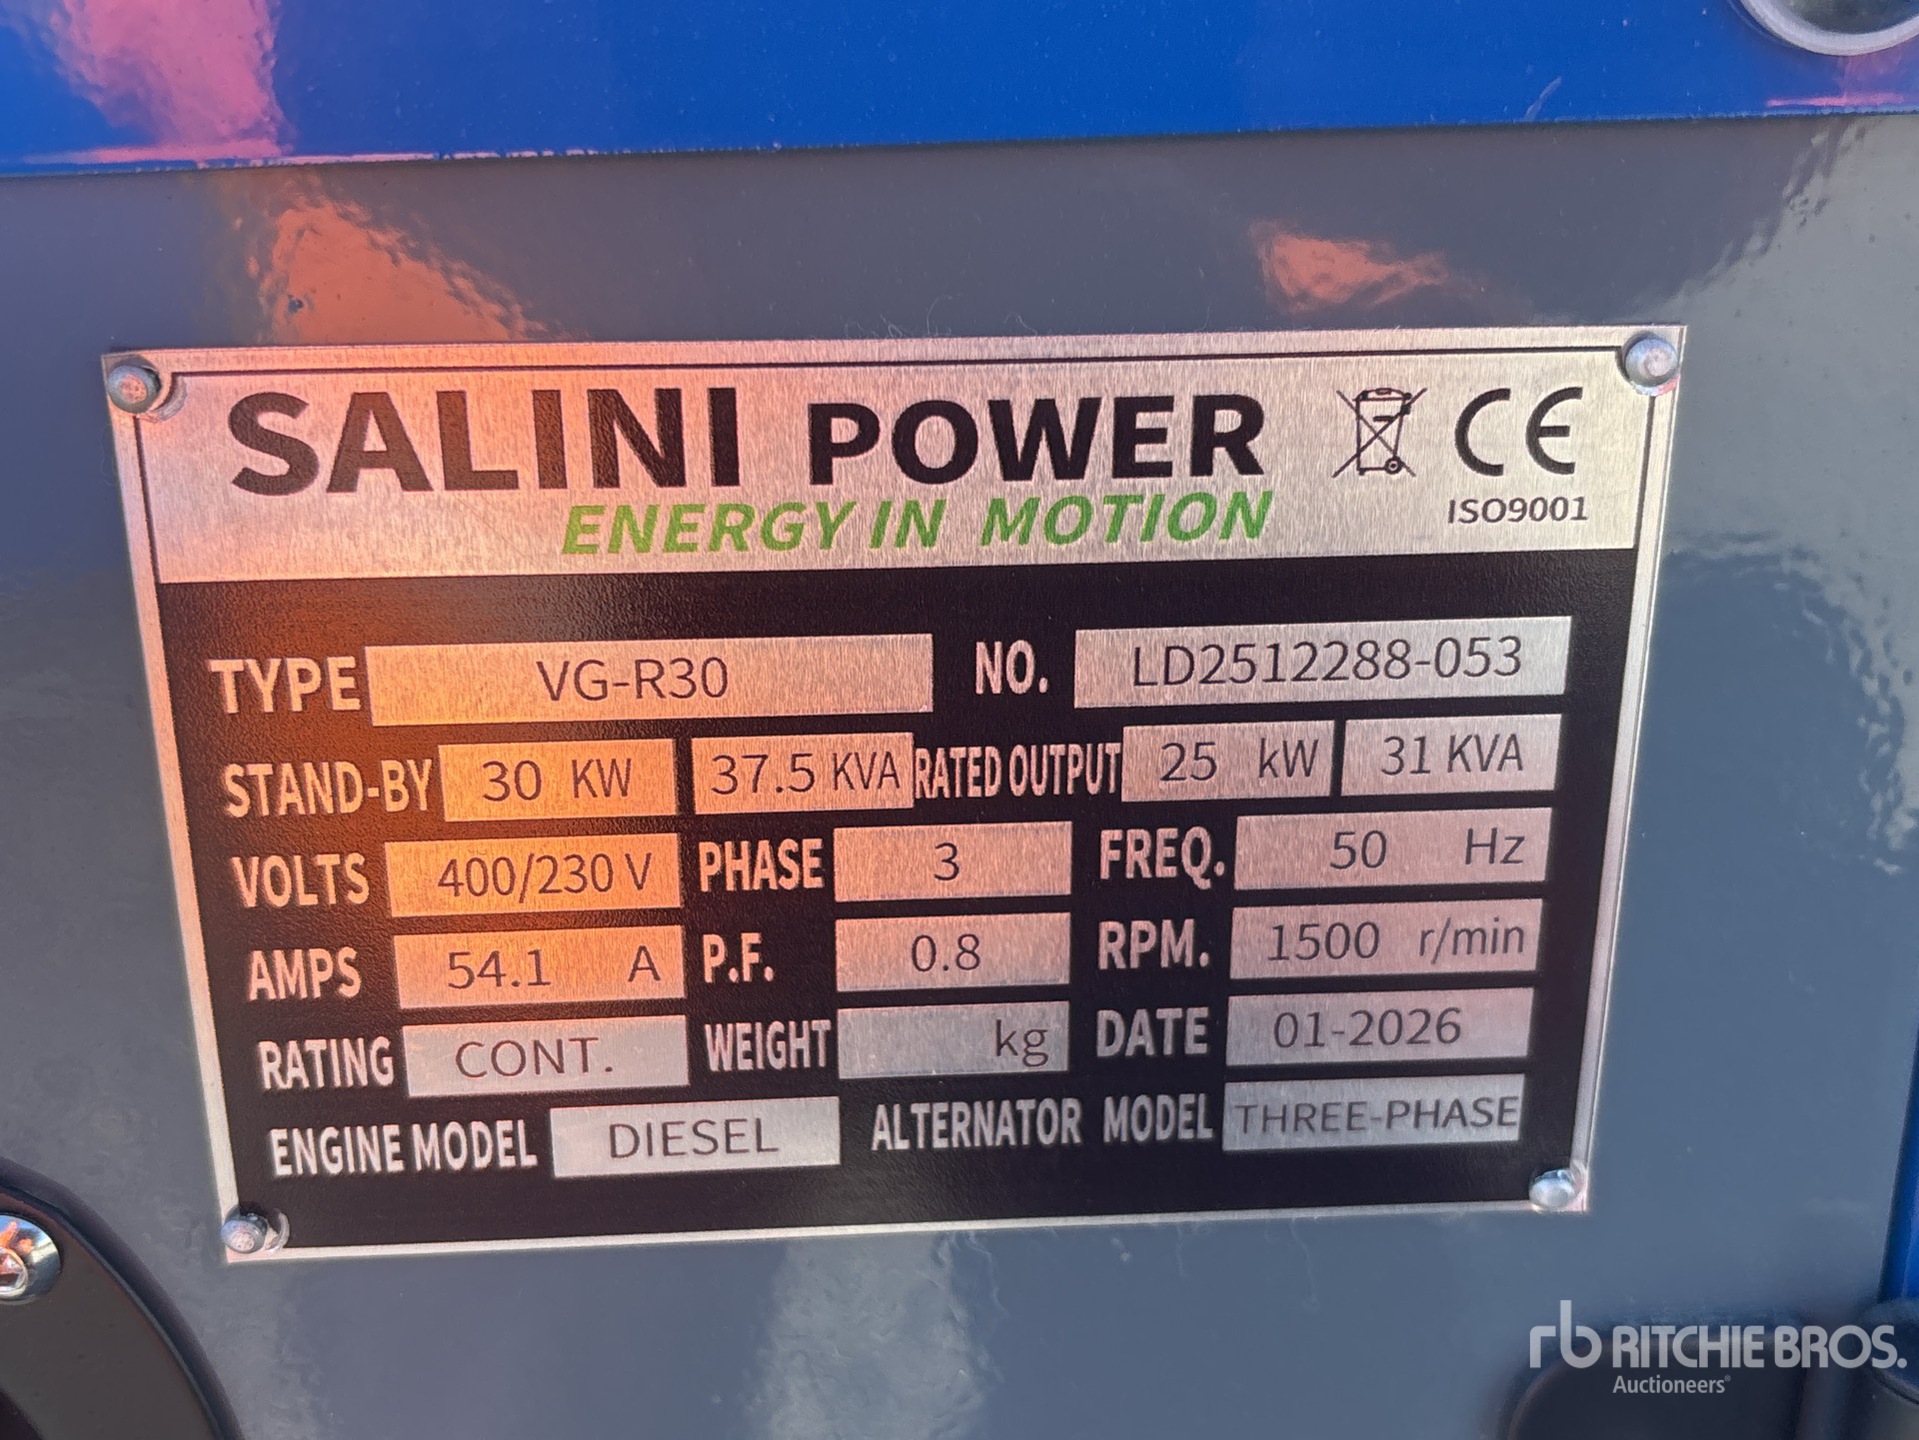 SALINI POWER
CE
ENERGY IN MOTION
ISO9001
TYPE VG-R30 NO. LD2512288-053
STAND-BY 30 KW 37.5 KVA RATED OUTPUT 25 kW 31 KVA
VOLTS 400/230 V PHASE 3 FREQ. 50 Hz
AMPS 54.1 A P.F. 0.8 RPM. 1500 r/min
RATING CONT. WEIGHT kg DATE 01-2026
ENGINE MODEL DIESEL ALTERNATOR MODEL THREE-PHASE
rb RITCHIE BROS.
Auctioneers®